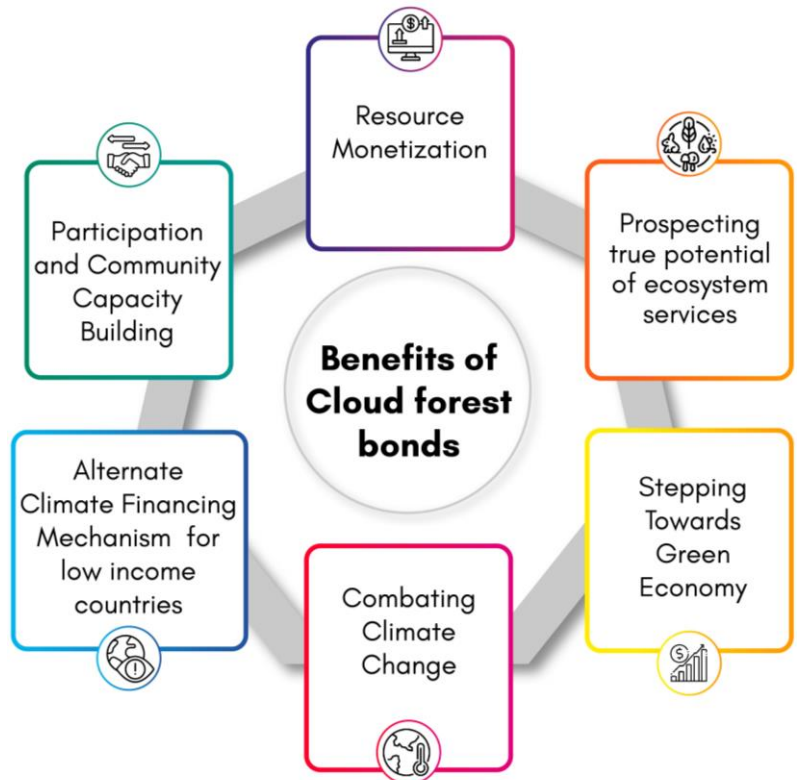 Resource
Monetization
Prospecting
true potential
of ecosystem
services
Stepping
Towards
Green
Economy
Combating
Climate
Change
Alternate
Climate Financing
Mechanism for
low income
countries
Participation
and Community
Capacity
Building
Benefits of
Cloud forest
bonds